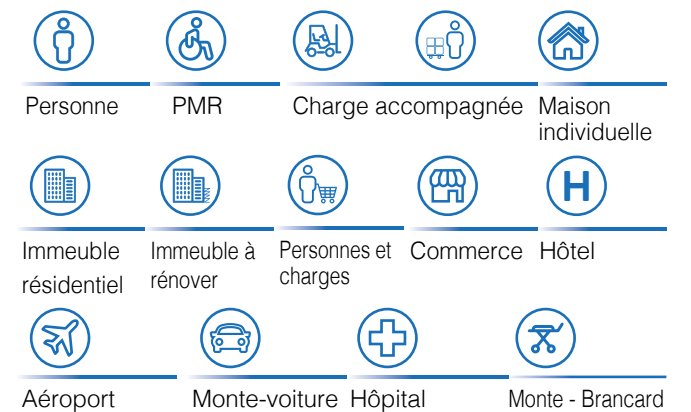 Personne PMR Charge accompagnée Maison
individuelle
H
Immeuble Immeuble à Personnes et Commerce Hôtel
résidentiel rénover charges
Aéroport Monte-voiture Hôpital Monte - Brancard